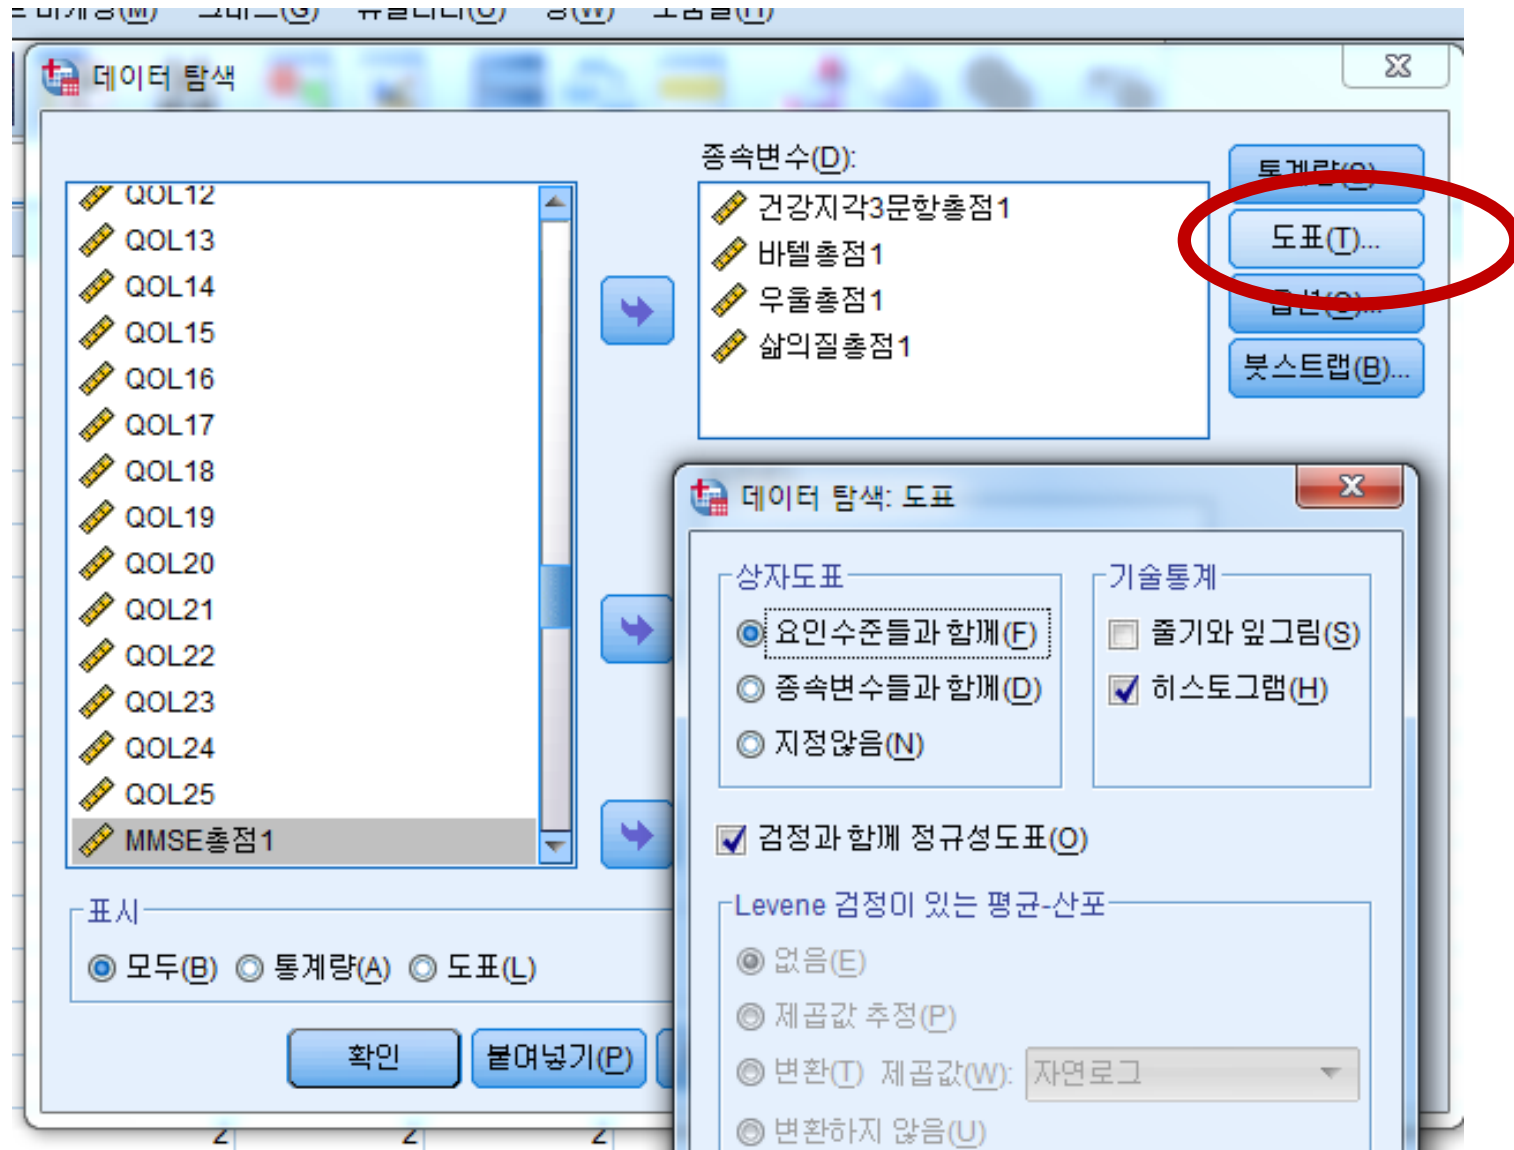 데이터 탐색
종속변수(D):
통계량(S)...
QOL12
건강지각3문항총점1
QOL13
도표(T)...
바텔총점1
QOL14
우울총점1
옵션(O)...
QOL15
삶의질총점1
QOL16
붓스트랩(B)...
QOL17
QOL18
QOL19
QOL20
QOL21
QOL22
QOL23
QOL24
QOL25
MMSE총점1
표시
모두(B) 통계량(A) 도표(L)
확인 붙여넣기(P)
데이터 탐색: 도표
상자도표
기술통계
요인수준들과 함께(F)
줄기와 잎그림(S)
종속변수들과 함께(D)
히스토그램(H)
지정않음(N)
검정과 함께 정규성도표(O)
Levene 검정이 있는 평균-산포
없음(E)
제곱값 추정(P)
변환(T) 제곱값(W): 자연로그
변환하지 않음(U)
2 2 2